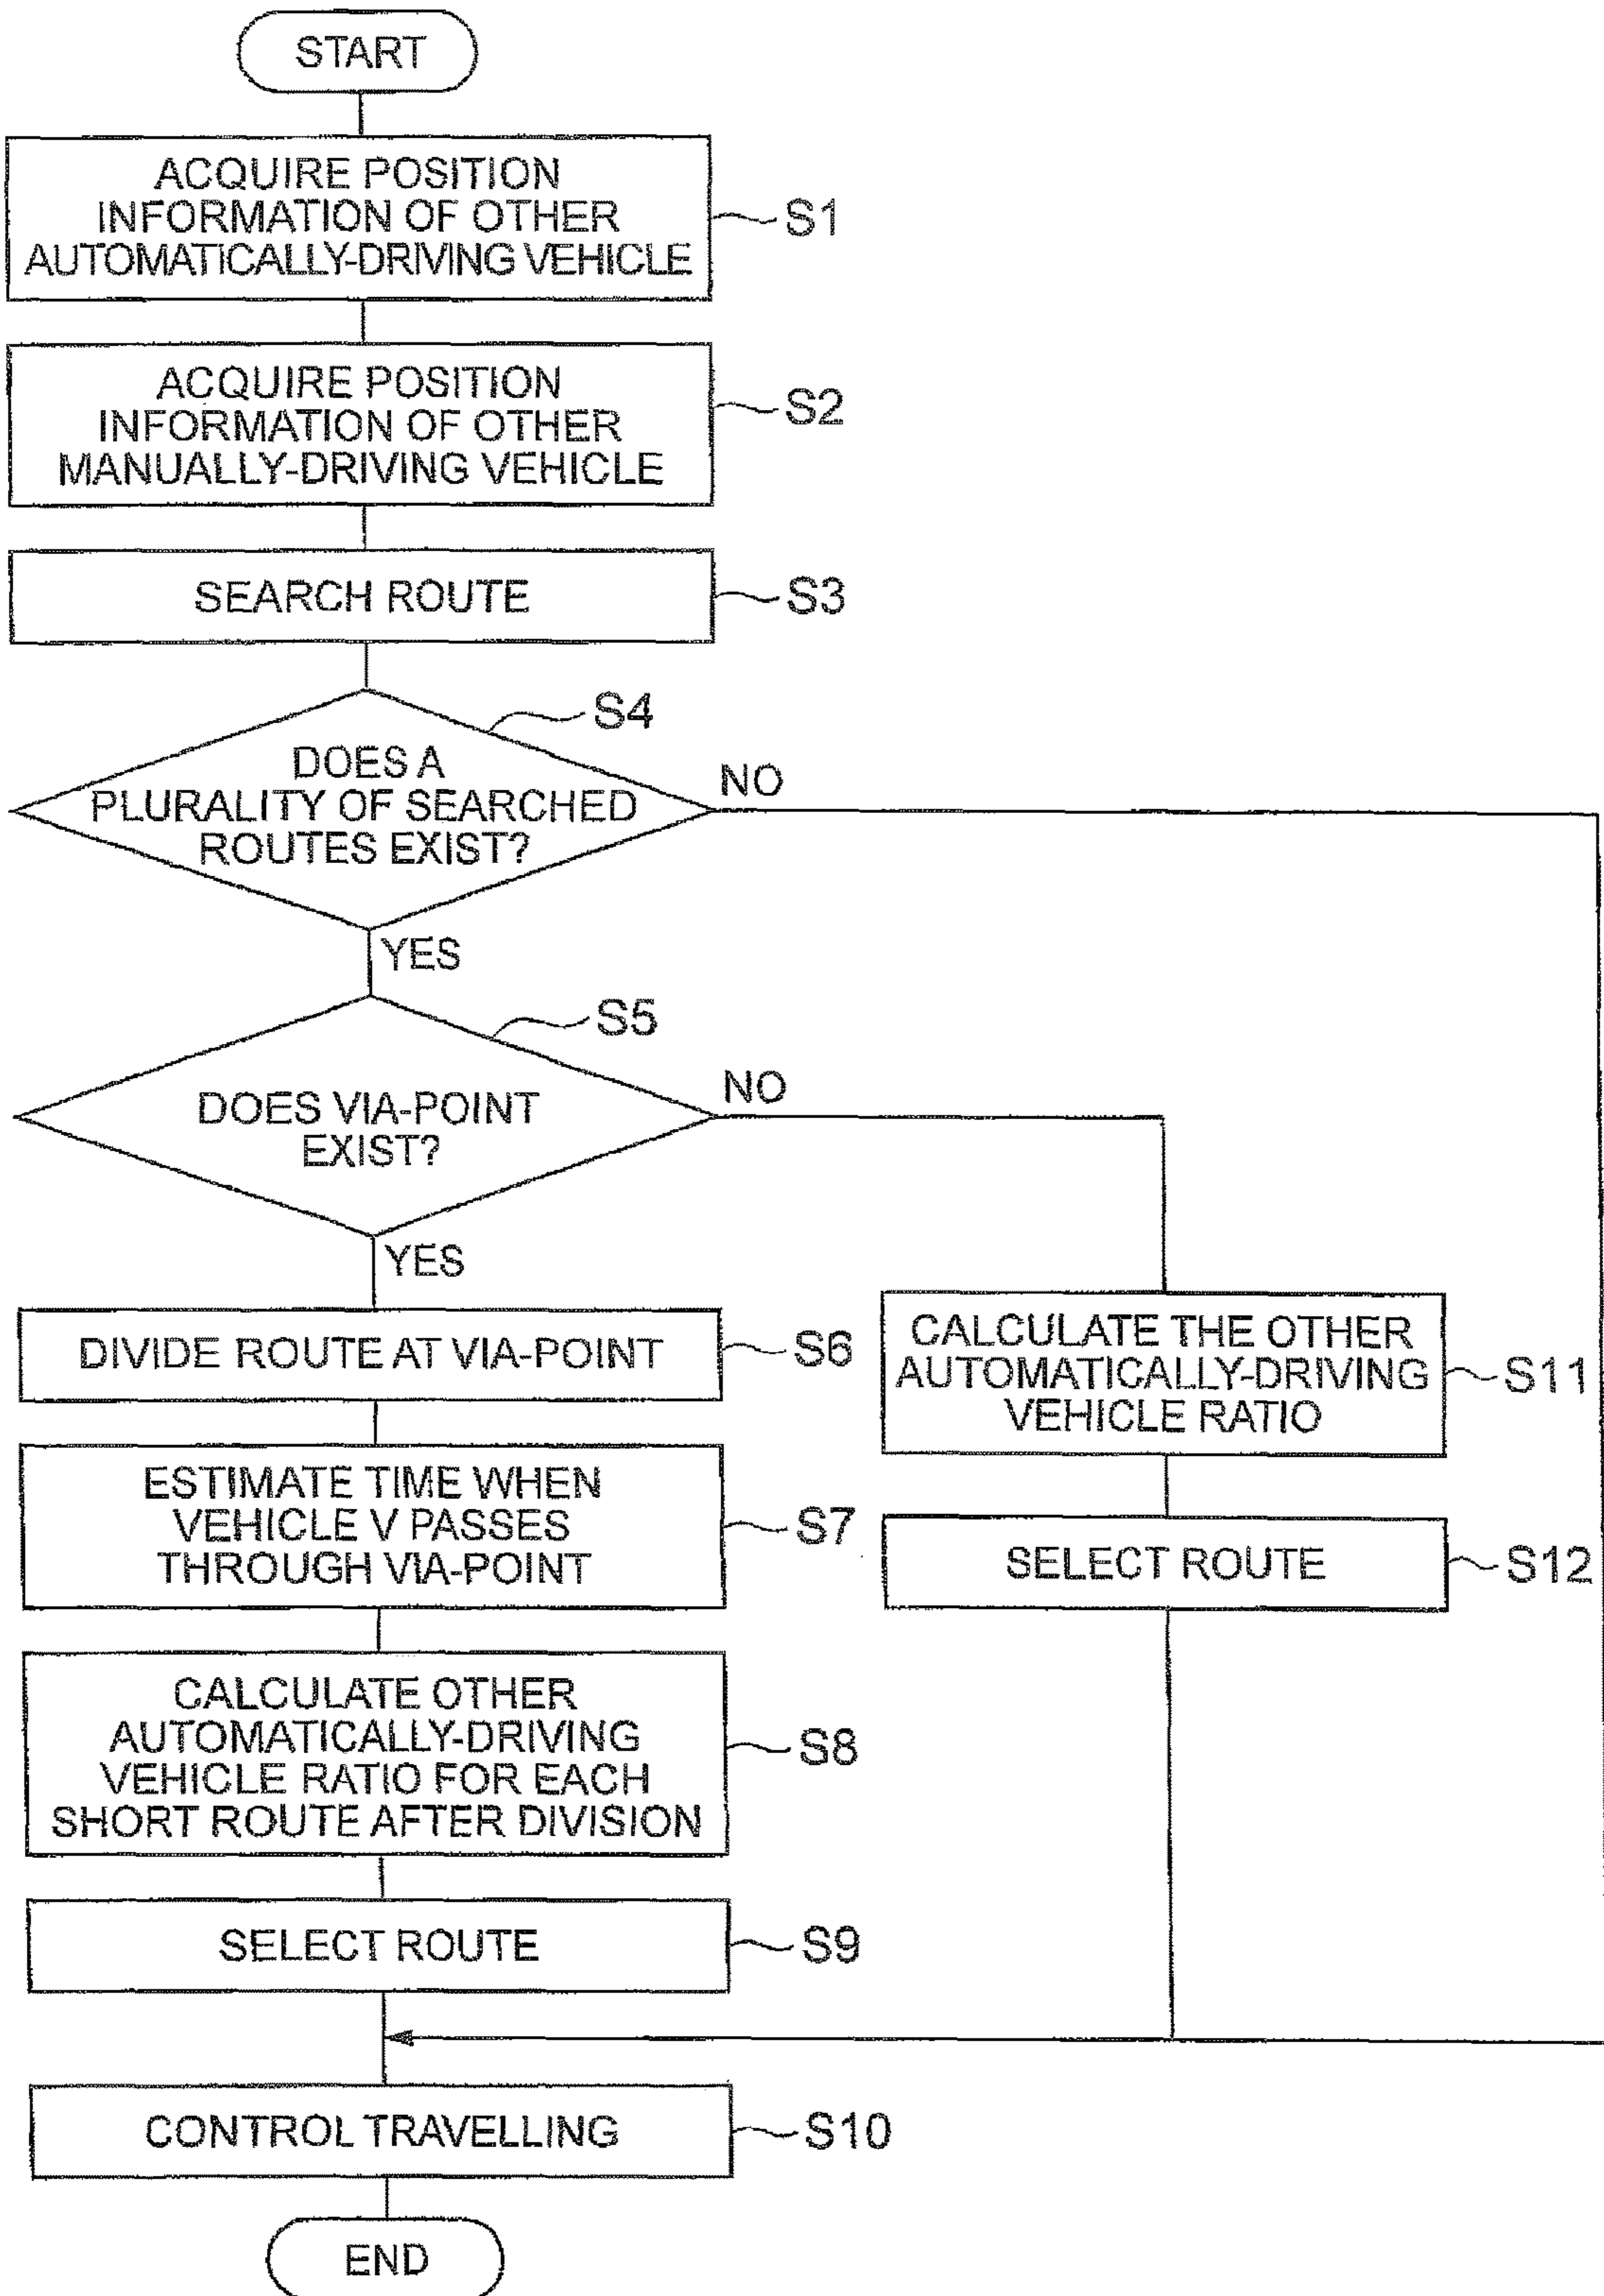 START
ACQUIRE POSITION
INFORMATION OF OTHER
AUTOMATICALLY-DRIVING VEHICLE
S1
ACQUIRE POSITION
INFORMATION OF OTHER
MANUALLY-DRIVING VEHICLE
S2
SEARCH ROUTE
S3
S4
DOES A
PLURALITY OF SEARCHED
ROUTES EXIST?
NO
YES
S5
DOES VIA-POINT
EXIST?
NO
YES
DIVIDE ROUTE AT VIA-POINT
S6
ESTIMATE TIME WHEN
VEHICLE V PASSES
THROUGH VIA-POINT
S7
CALCULATE OTHER
AUTOMATICALLY-DRIVING
VEHICLE RATIO FOR EACH
SHORT ROUTE AFTER DIVISION
S8
SELECT ROUTE
S9
CALCULATE THE OTHER
AUTOMATICALLY-DRIVING
VEHICLE RATIO
S11
SELECT ROUTE
S12
CONTROL TRAVELLING
S10
END